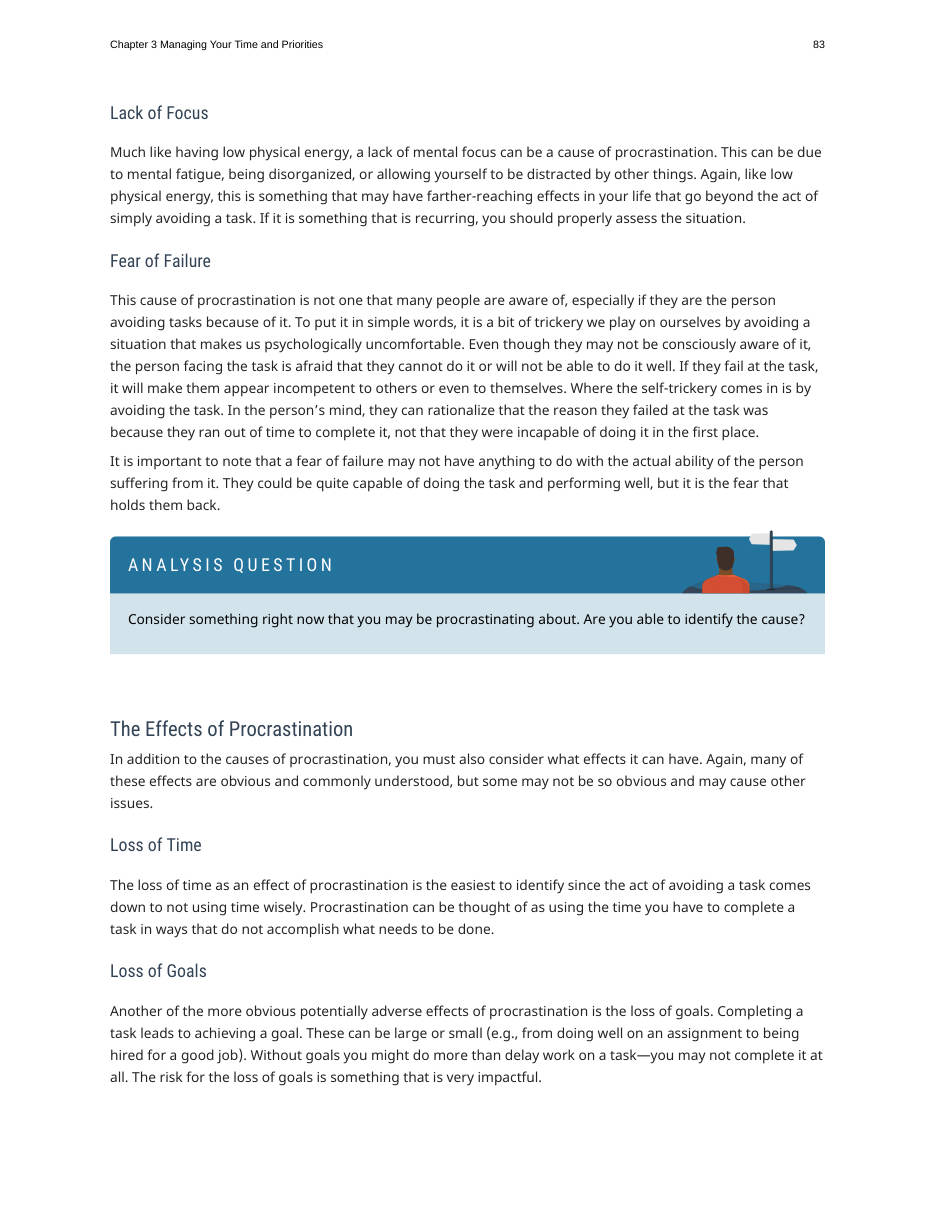 Chapter 3 Managing Your Time and Priorities 83
Lack of Focus
Much like having low physical energy, a lack of mental focus can be a cause of procrastination. This can be due
to mental fatigue, being disorganized, or allowing yourself to be distracted by other things. Again, like low
physical energy, this is something that may have farther-reaching effects in your life that go beyond the act of
simply avoiding a task. If it is something that is recurring, you should properly assess the situation.
Fear of Failure
This cause of procrastination is not one that many people are aware of, especially if they are the person
avoiding tasks because of it. To put it in simple words, it is a bit of trickery we play on ourselves by avoiding a
situation that makes us psychologically uncomfortable. Even though they may not be consciously aware of it,
the person facing the task is afraid that they cannot do it or will not be able to do it well. If they fail at the task,
it will make them appear incompetent to others or even to themselves. Where the self-trickery comes in is by
avoiding the task. In the person’s mind, they can rationalize that the reason they failed at the task was
because they ran out of time to complete it, not that they were incapable of doing it in the first place.
It is important to note that a fear of failure may not have anything to do with the actual ability of the person
suffering from it. They could be quite capable of doing the task and performing well, but it is the fear that
holds them back.
ANALYSIS QUESTION
Consider something right now that you may be procrastinating about. Are you able to identify the cause?
The Effects of Procrastination
In addition to the causes of procrastination, you must also consider what effects it can have. Again, many of
these effects are obvious and commonly understood, but some may not be so obvious and may cause other
issues.
Loss of Time
The loss of time as an effect of procrastination is the easiest to identify since the act of avoiding a task comes
down to not using time wisely. Procrastination can be thought of as using the time you have to complete a
task in ways that do not accomplish what needs to be done.
Loss of Goals
Another of the more obvious potentially adverse effects of procrastination is the loss of goals. Completing a
task leads to achieving a goal. These can be large or small (e.g., from doing well on an assignment to being
hired for a good job). Without goals you might do more than delay work on a task—you may not complete it at
all. The risk for the loss of goals is something that is very impactful.